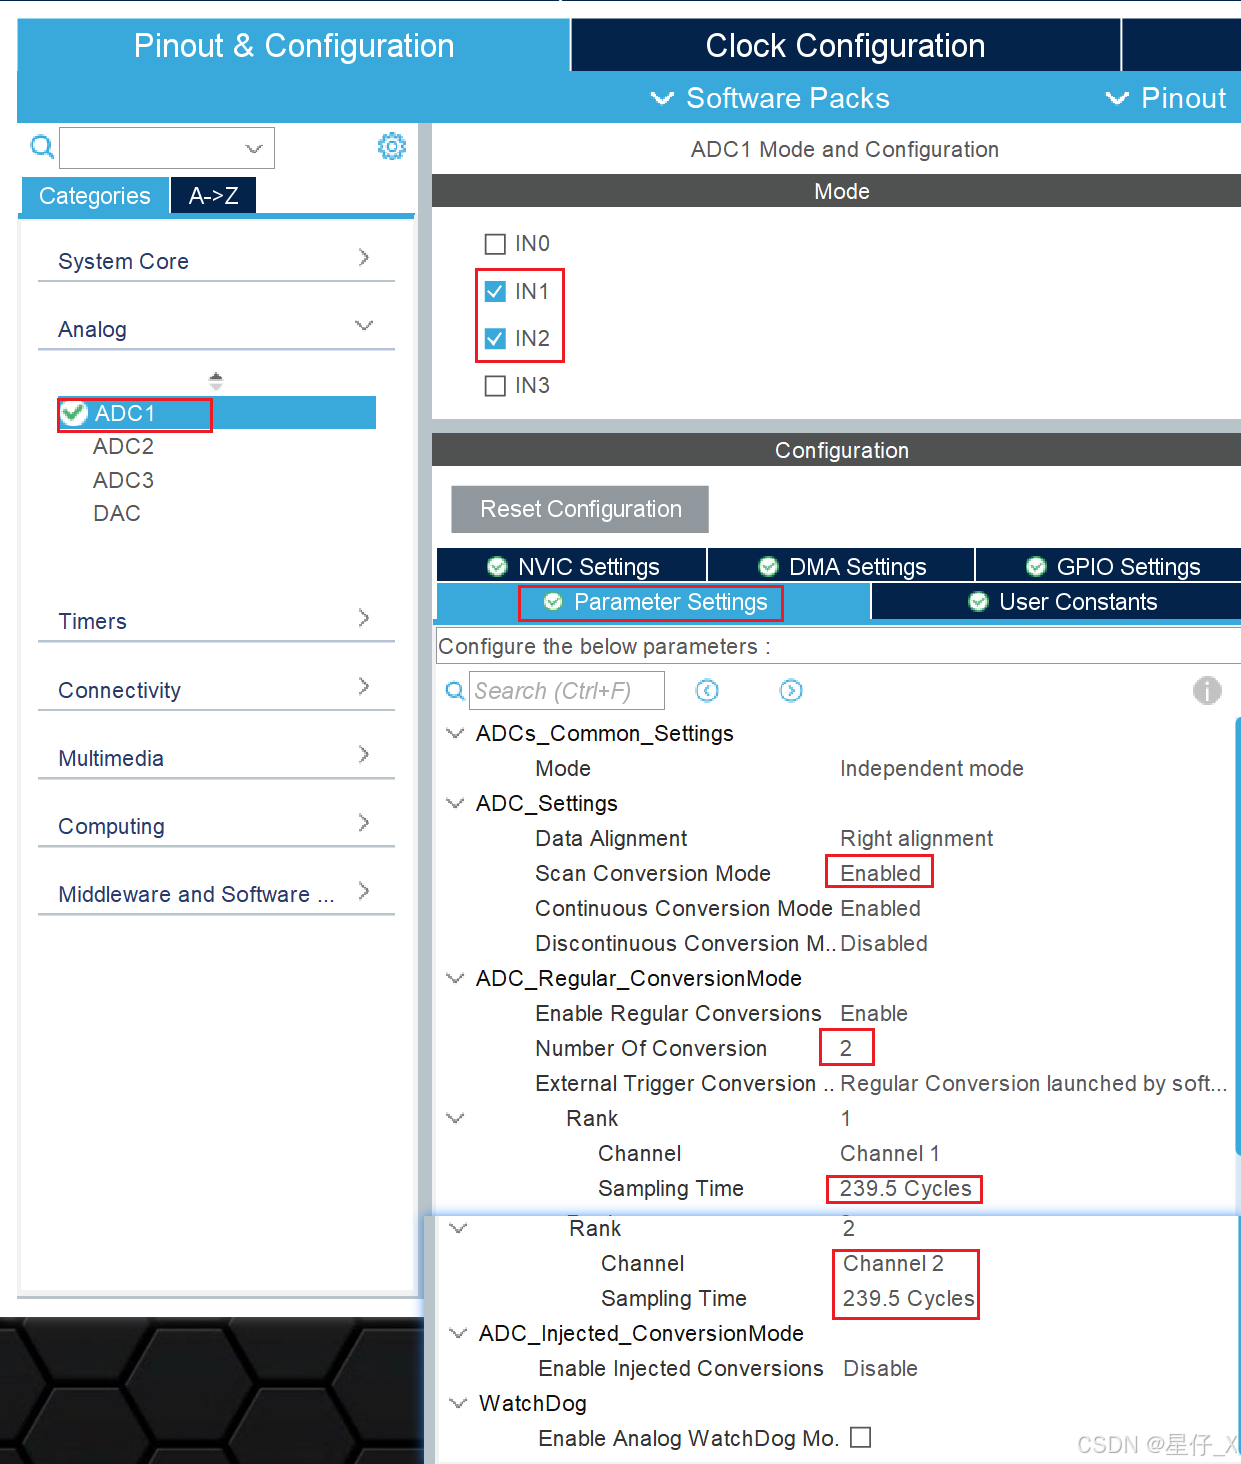 Pinout & Configuration
Clock Configuration
Software Packs
Pinout
Categories
A->Z
System Core
Analog
ADC1
ADC2
ADC3
DAC
Timers
Connectivity
Multimedia
Computing
Middleware and Software ...
ADC1 Mode and Configuration
Mode
IN0
IN1
IN2
IN3
Configuration
Reset Configuration
NVIC Settings
DMA Settings
GPIO Settings
Parameter Settings
User Constants
Configure the below parameters :
Search (Ctrl+F)
ADCs_Common_Settings
Mode Independent mode
ADC_Settings
Data Alignment Right alignment
Scan Conversion Mode Enabled
Continuous Conversion Mode Enabled
Discontinuous Conversion M.. Disabled
ADC_Regular_ConversionMode
Enable Regular Conversions Enable
Number Of Conversion 2
External Trigger Conversion .. Regular Conversion launched by soft...
Rank 1
Channel Channel 1
Sampling Time 239.5 Cycles
Rank 2
Channel Channel 2
Sampling Time 239.5 Cycles
ADC_Injected_ConversionMode
Enable Injected Conversions Disable
WatchDog
Enable Analog WatchDog Mo.
CSDN @星仔_X